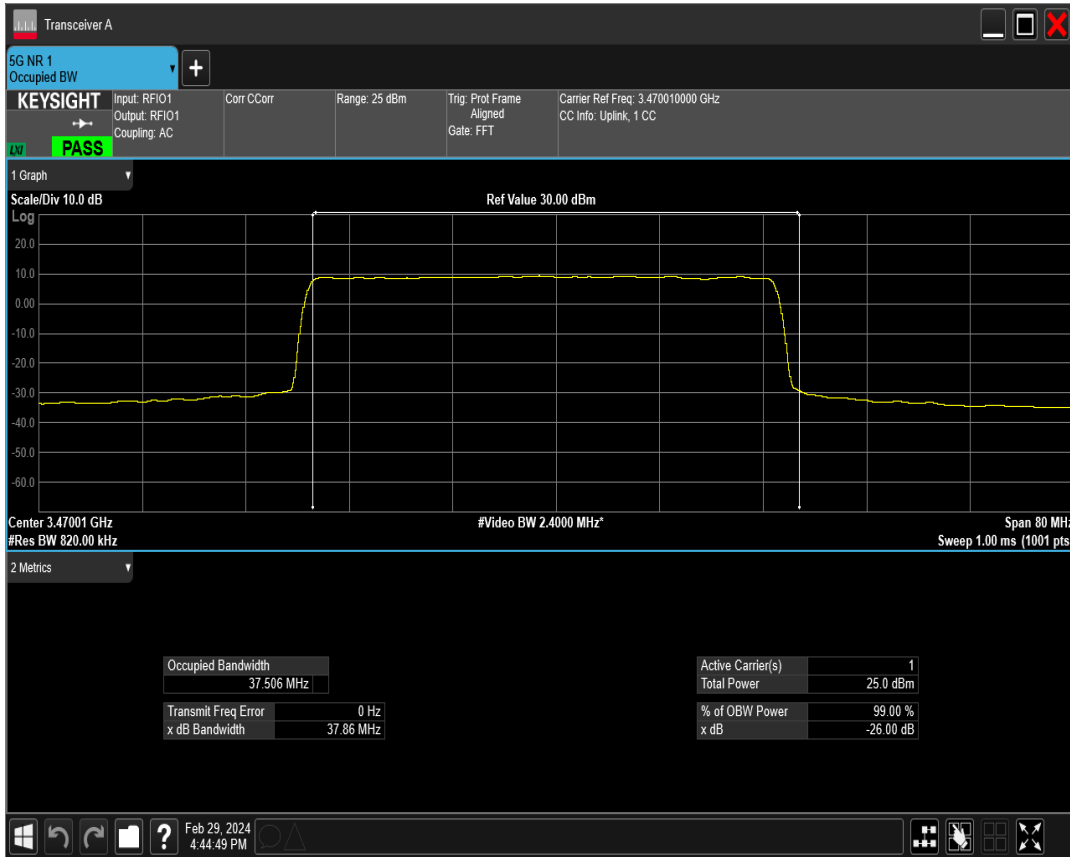 Transceiver A
5G NR 1
Occupied BW
+
KEYSIGHT
LXI
PASS
Input: RFIO1
Output: RFIO1
Coupling: AC
Corr CCorr
Range: 25 dBm
Trig: Prot Frame
Aligned
Gate: FFT
Carrier Ref Freq: 3.470010000 GHz
CC Info: Uplink, 1 CC
1 Graph
Scale/Div 10.0 dB
Ref Value 30.00 dBm
Log
20.0
10.0
0.00
-10.0
-20.0
-30.0
-40.0
-50.0
-60.0
Center 3.47001 GHz
#Video BW 2.4000 MHz*
Span 80 MHz
#Res BW 820.00 kHz
Sweep 1.00 ms (1001 pts
2 Metrics
Occupied Bandwidth
37.506 MHz
Transmit Freq Error 0 Hz
x dB Bandwidth 37.86 MHz
Active Carrier(s) 1
Total Power 25.0 dBm
% of OBW Power 99.00 %
x dB -26.00 dB
?
Feb 29, 2024
4:44:49 PM